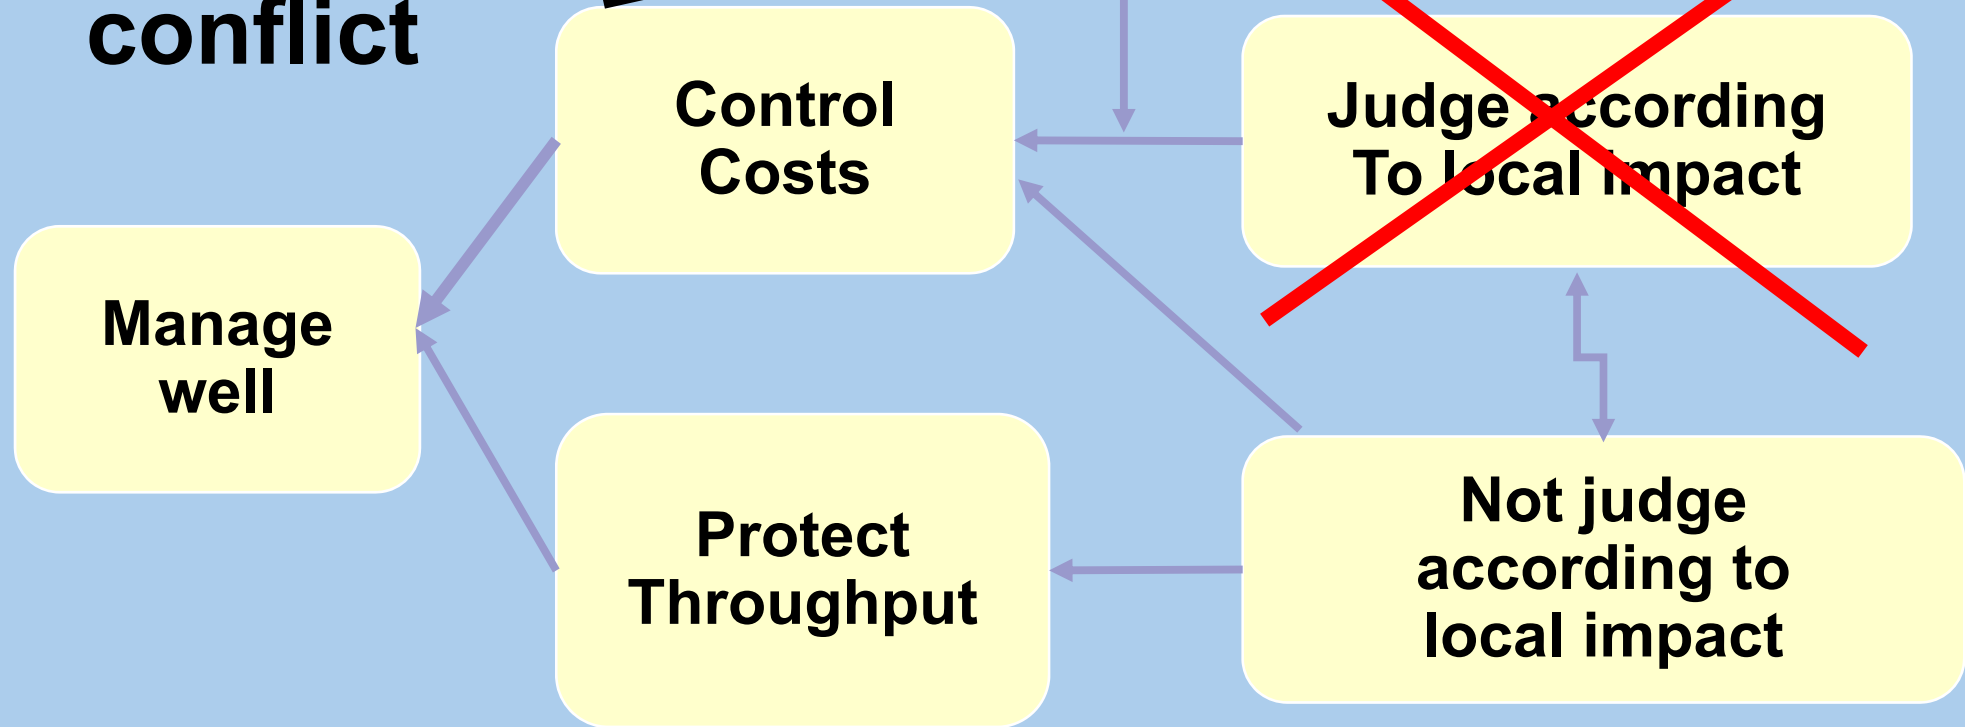 conflict
Control
Costs
Judge according
To local impact
Manage
well
Protect
Throughput
Not judge
according to
local impact